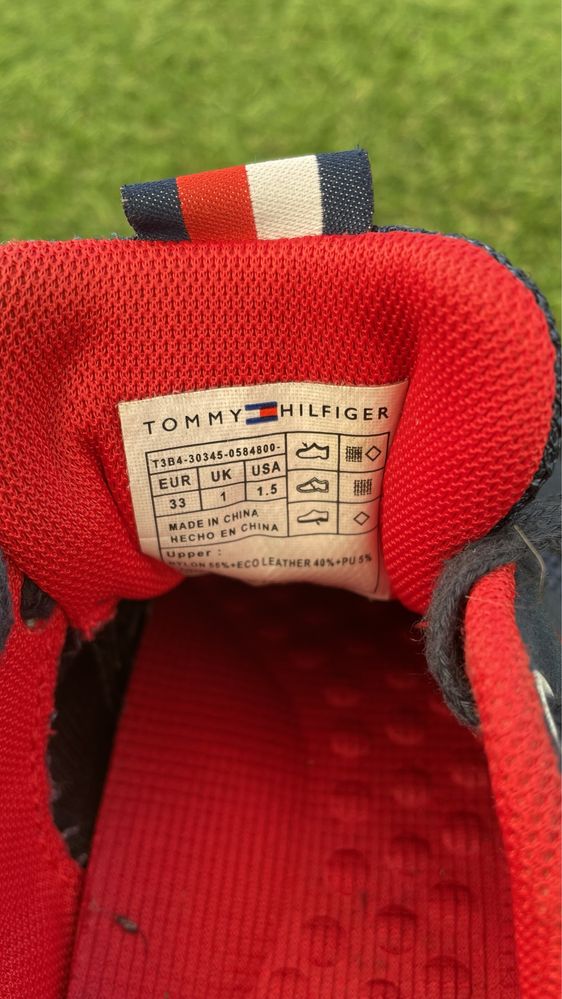 TOMMY HILFIGER
T3B4-30345-0584800-
EUR UK USA
33 1 1.5
MADE IN CHINA
HECHO EN CHINA
Upper :
NYLON 55%+ECO LEATHER 40%+PU 5%